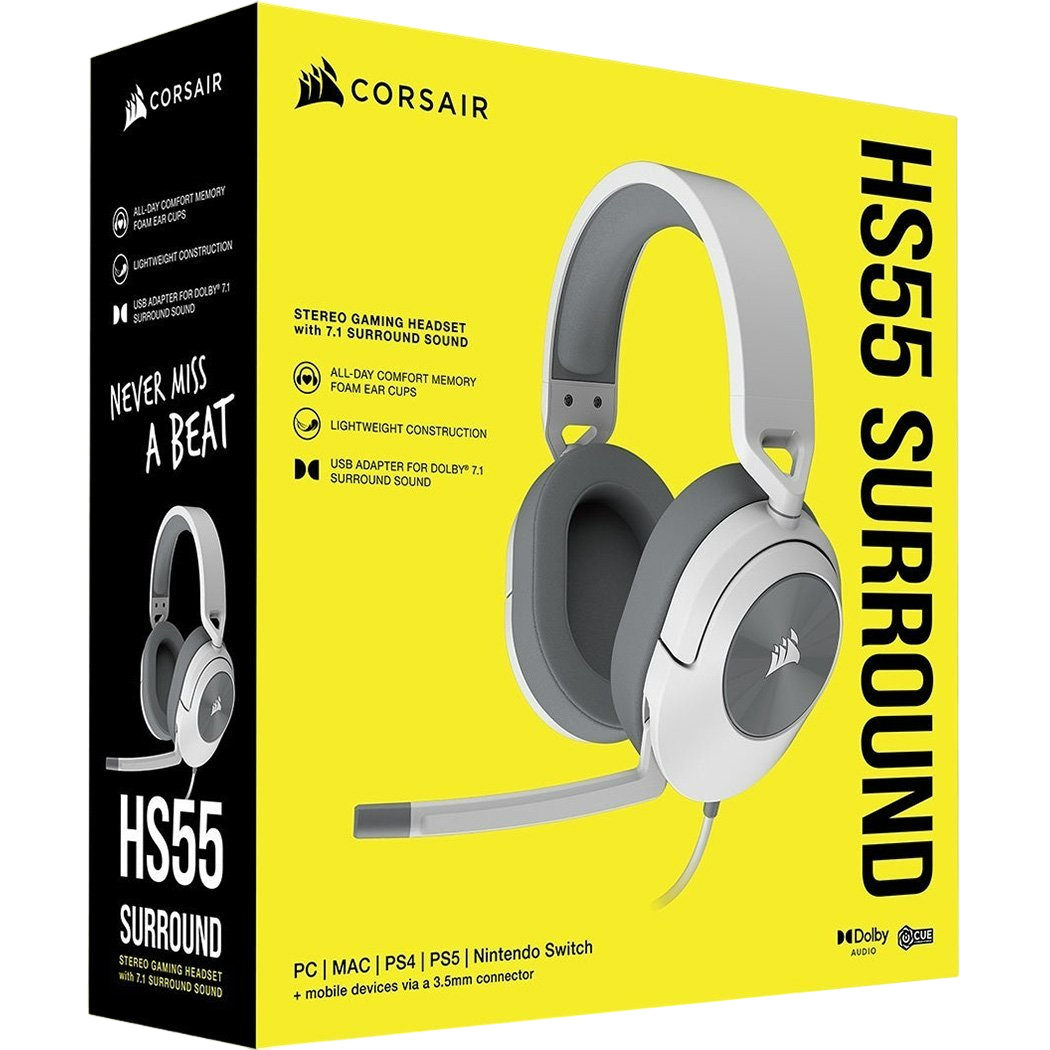 CORSAIR
ALL-DAY COMFORT MEMORY
FOAM EAR CUPS
LIGHTWEIGHT CONSTRUCTION
USB ADAPTER FOR DOLBY® 7.1
SURROUND SOUND
NEVER MISS
A BEAT
HS55
SURROUND
STEREO GAMING HEADSET
with 7.1 SURROUND SOUND
CORSAIR
STEREO GAMING HEADSET
with 7.1 SURROUND SOUND
ALL-DAY COMFORT MEMORY
FOAM EAR CUPS
LIGHTWEIGHT CONSTRUCTION
USB ADAPTER FOR DOLBY® 7.1
SURROUND SOUND
HS55 SURROUND
PC | MAC | PS4 | PS5 | Nintendo Switch
+ mobile devices via a 3.5mm connector
Dolby
AUDIO
iCUE